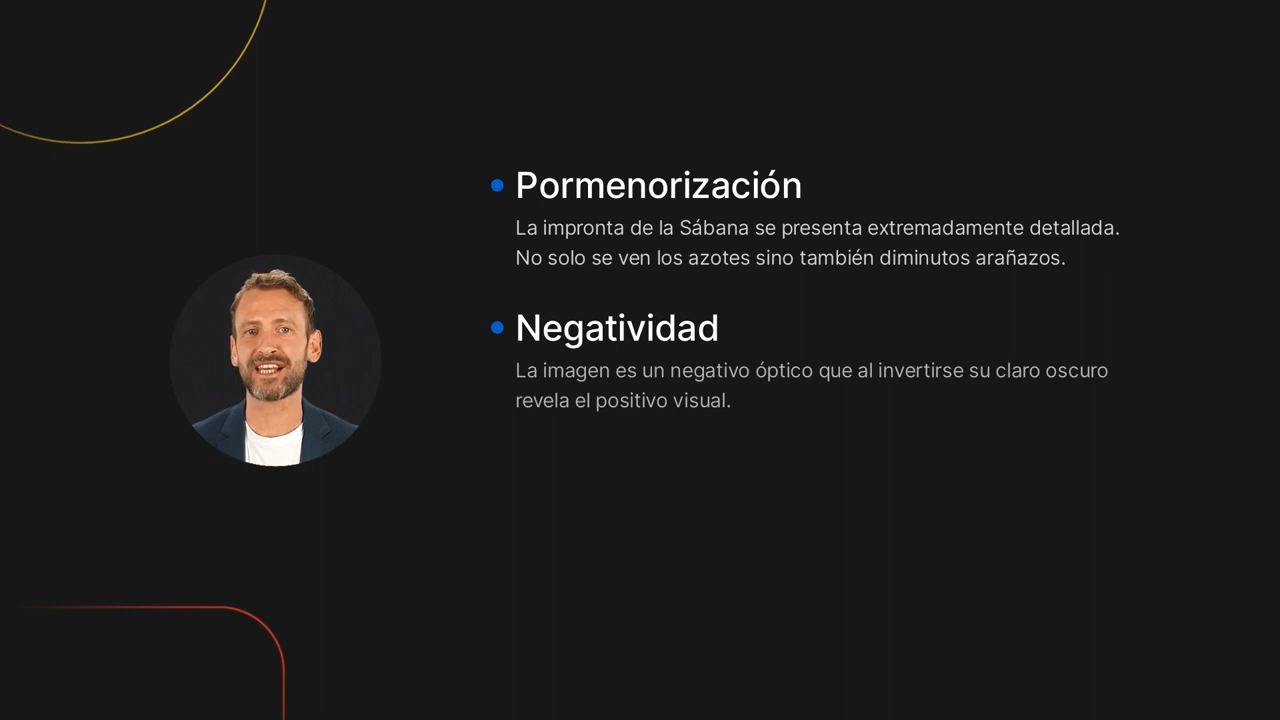 Pormenorización
La impronta de la Sábana se presenta extremadamente detallada.
No solo se ven los azotes sino también diminutos arañazos.
Negatividad
La imagen es un negativo óptico que al invertirse su claro oscuro
revela el positivo visual.